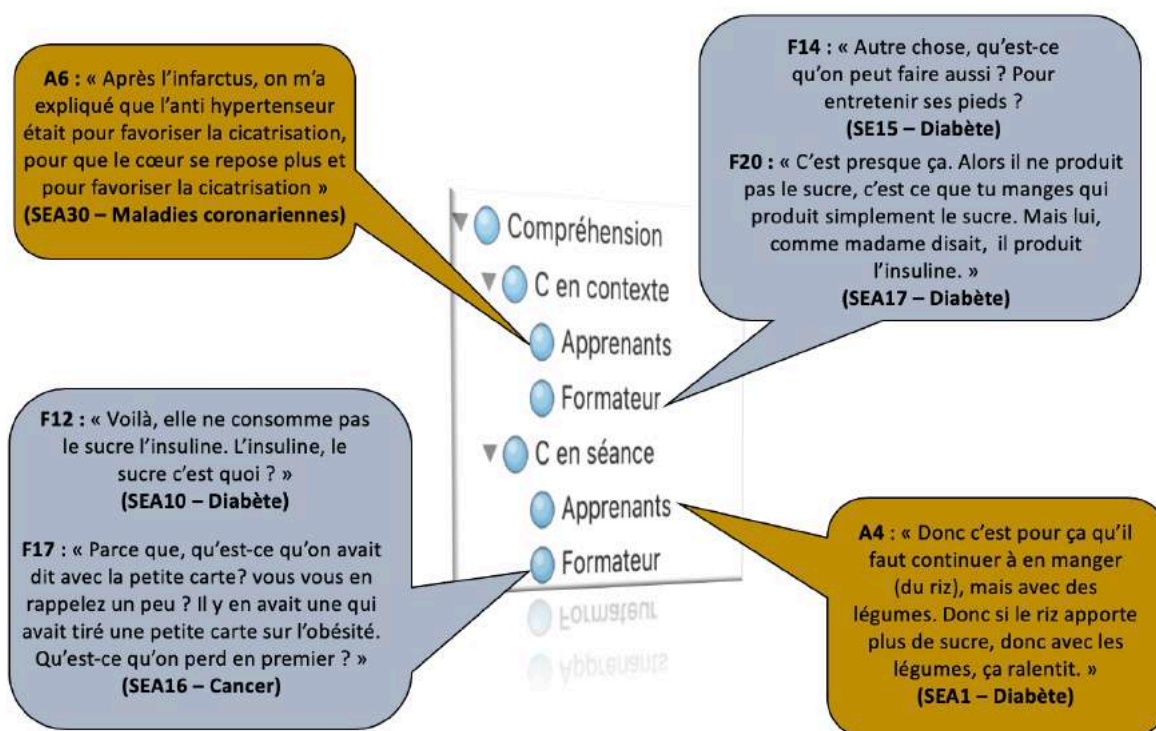 A6 : « Après l’infarctus, on m’a
expliqué que l’anti hypertenseur
était pour favoriser la cicatrisation,
pour que le cœur se repose plus et
pour favoriser la cicatrisation »
(SEA30 – Maladies coronariennes)
F14 : « Autre chose, qu’est-ce
qu’on peut faire aussi ? Pour
entretenir ses pieds ?
(SE15 – Diabète)
F20 : « C’est presque ça. Alors il ne produit
pas le sucre, c’est ce que tu manges qui
produit simplement le sucre. Mais lui,
comme madame disait, il produit
l’insuline. »
(SEA17 – Diabète)
Compréhension
C en contexte
Apprenants
Formateur
C en séance
Apprenants
Formateur
Formateur
Apprenants
F12 : « Voilà, elle ne consomme pas
le sucre l’insuline. L’insuline, le
sucre c’est quoi ? »
(SEA10 – Diabète)
F17 : « Parce que, qu’est-ce qu’on avait
dit avec la petite carte? vous vous en
rappelez un peu ? Il y en avait une qui
avait tiré une petite carte sur l’obésité.
Qu’est-ce qu’on perd en premier ? »
(SEA16 – Cancer)
A4 : « Donc c’est pour ça qu’il
faut continuer à en manger
(du riz), mais avec des
légumes. Donc si le riz apporte
plus de sucre, donc avec les
légumes, ça ralentit. »
(SEA1 – Diabète)